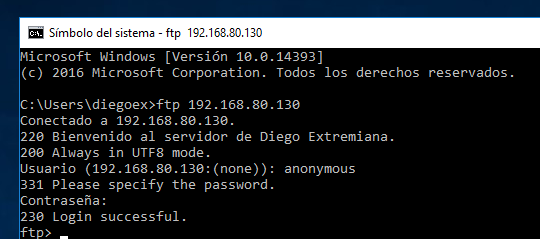 Símbolo del sistema - ftp 192.168.80.130
Microsoft Windows [Versión 10.0.14393]
(c) 2016 Microsoft Corporation. Todos los derechos reservados.
C:\Users\diegoex>ftp 192.168.80.130
Conectado a 192.168.80.130.
220 Bienvenido al servidor de Diego Extremiana.
200 Always in UTF8 mode.
Usuario (192.168.80.130:(none)): anonymous
331 Please specify the password.
Contraseña:
230 Login successful.
ftp> _